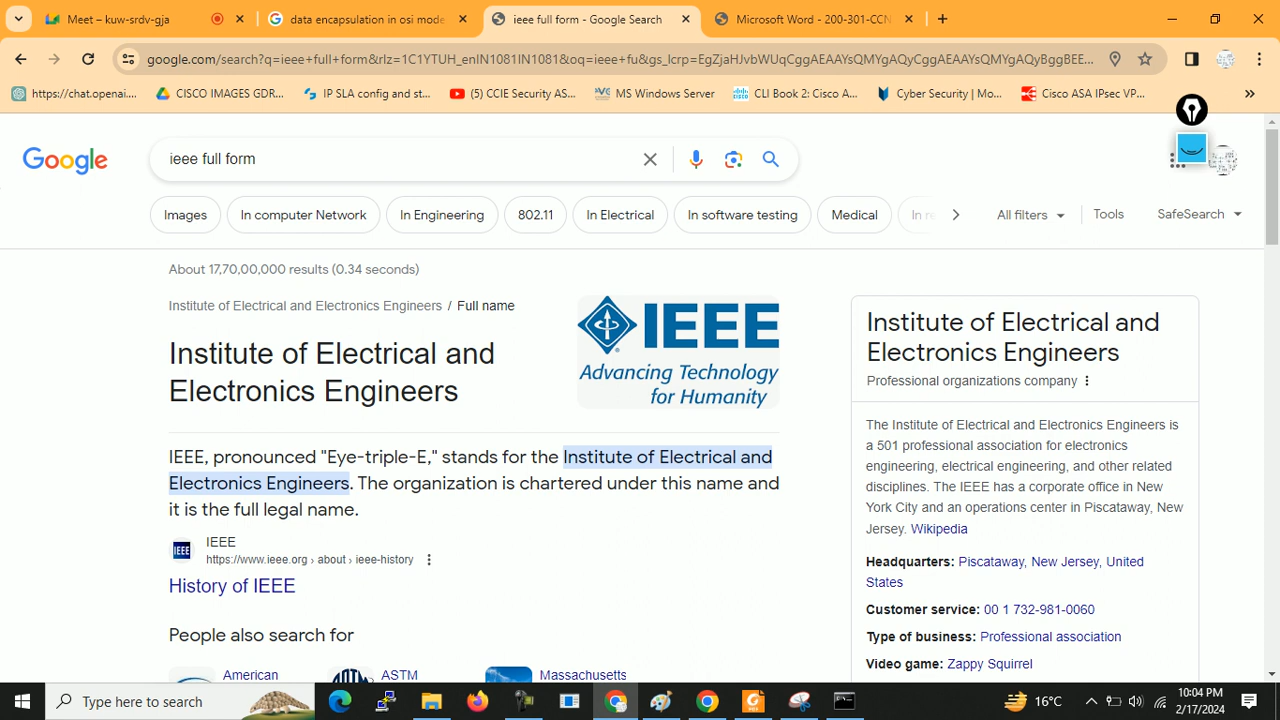 Meet – kuw-srdv-gja
data encapsulation in osi mode
ieee full form - Google Search
Microsoft Word - 200-301-CCN
google.com/search?q=ieee+full+form&rlz=1C1YTUH_enIN1081IN1081&oq=ieee+fu&gs_lcrp=EgZjaHJvbWUqCggAEAAYsQMYgAQyCggAEAAYsQMYgAQyBggBEE...
https://chat.openai....
CISCO IMAGES GDR...
IP SLA config and st...
(5) CCIE Security AS...
MS Windows Server
CLI Book 2: Cisco A...
Cyber Security | Mo...
Cisco ASA IPsec VP...
Google
ieee full form
Images
In computer Network
In Engineering
802.11
In Electrical
In software testing
Medical
In re
All filters
Tools
SafeSearch
About 17,70,00,000 results (0.34 seconds)
Institute of Electrical and Electronics Engineers / Full name
Institute of Electrical and
Electronics Engineers
IEEE
Advancing Technology
for Humanity
IEEE, pronounced "Eye-triple-E," stands for the Institute of Electrical and
Electronics Engineers. The organization is chartered under this name and
it is the full legal name.
IEEE
IEEE
https://www.ieee.org › about › ieee-history
History of IEEE
People also search for
American
ASTM
Massachusetts
Institute of Electrical and
Electronics Engineers
Professional organizations company
The Institute of Electrical and Electronics Engineers is
a 501 professional association for electronics
engineering, electrical engineering, and other related
disciplines. The IEEE has a corporate office in New
York City and an operations center in Piscataway, New
Jersey. Wikipedia
Headquarters: Piscataway, New Jersey, United
States
Customer service: 00 1 732-981-0060
Type of business: Professional association
Video game: Zappy Squirrel
Type here to search
16°C
10:04 PM
2/17/2024